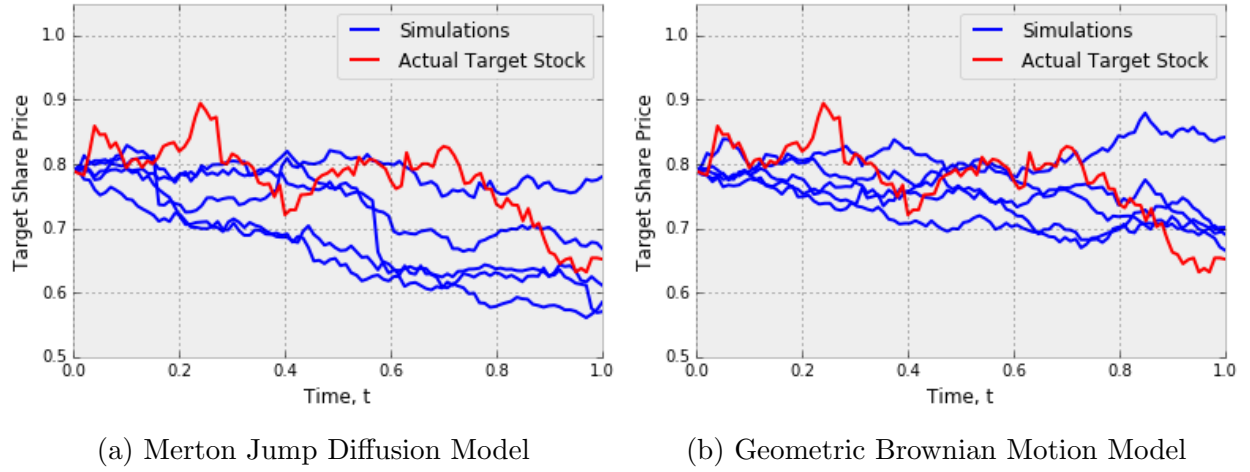 Simulations
Actual Target Stock
Target Share Price
1.0
0.9
0.8
0.7
0.6
0.5
0.0
0.2
0.4
0.6
0.8
1.0
Time, t
(a) Merton Jump Diffusion Model
Simulations
Actual Target Stock
Target Share Price
1.0
0.9
0.8
0.7
0.6
0.5
0.0
0.2
0.4
0.6
0.8
1.0
Time, t
(b) Geometric Brownian Motion Model